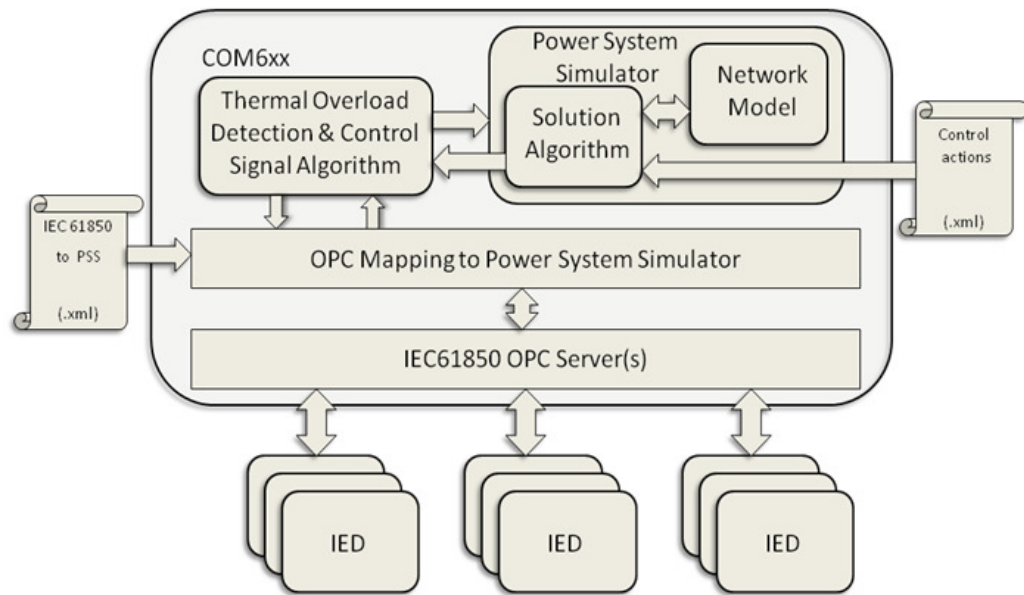 COM6xx
Power System
Simulator
Network
Model
Thermal Overload
Detection & Control
Signal Algorithm
Solution
Algorithm
Control
actions
(.xml)
IEC 61850
to PSS
(.xml)
OPC Mapping to Power System Simulator
IEC61850 OPC Server(s)
IED
IED
IED